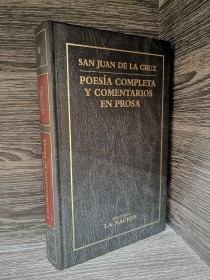 SAN JUAN DE LA CRUZ
POESÍA COMPLETA
Y COMENTARIOS
EN PROSA
LA NACION